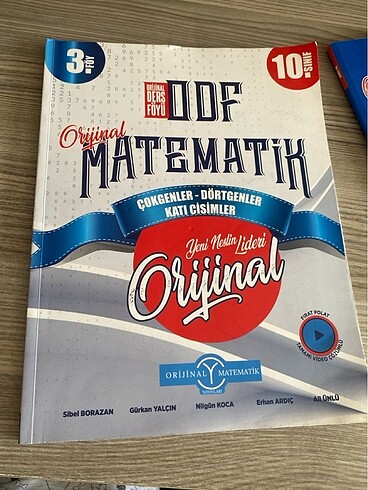 3.FÖY
10.SINIF
ORİJİNAL
DERS
FÖYÜ
ODF
Orijinal
MATEMATİK
ÇOKGENLER - DÖRTGENLER
KATI CİSİMLER
Yeni Neslin Lideri
Orijinal
FIRAT POLAT
TAMAMI VİDEO ÇÖZÜMLÜ
ORİJİNAL MATEMATİK
YAYINLARI
Sibel BORAZAN Gürkan YALÇIN Nilgün KOCA Erhan ARDIÇ Ali ÜNLÜ